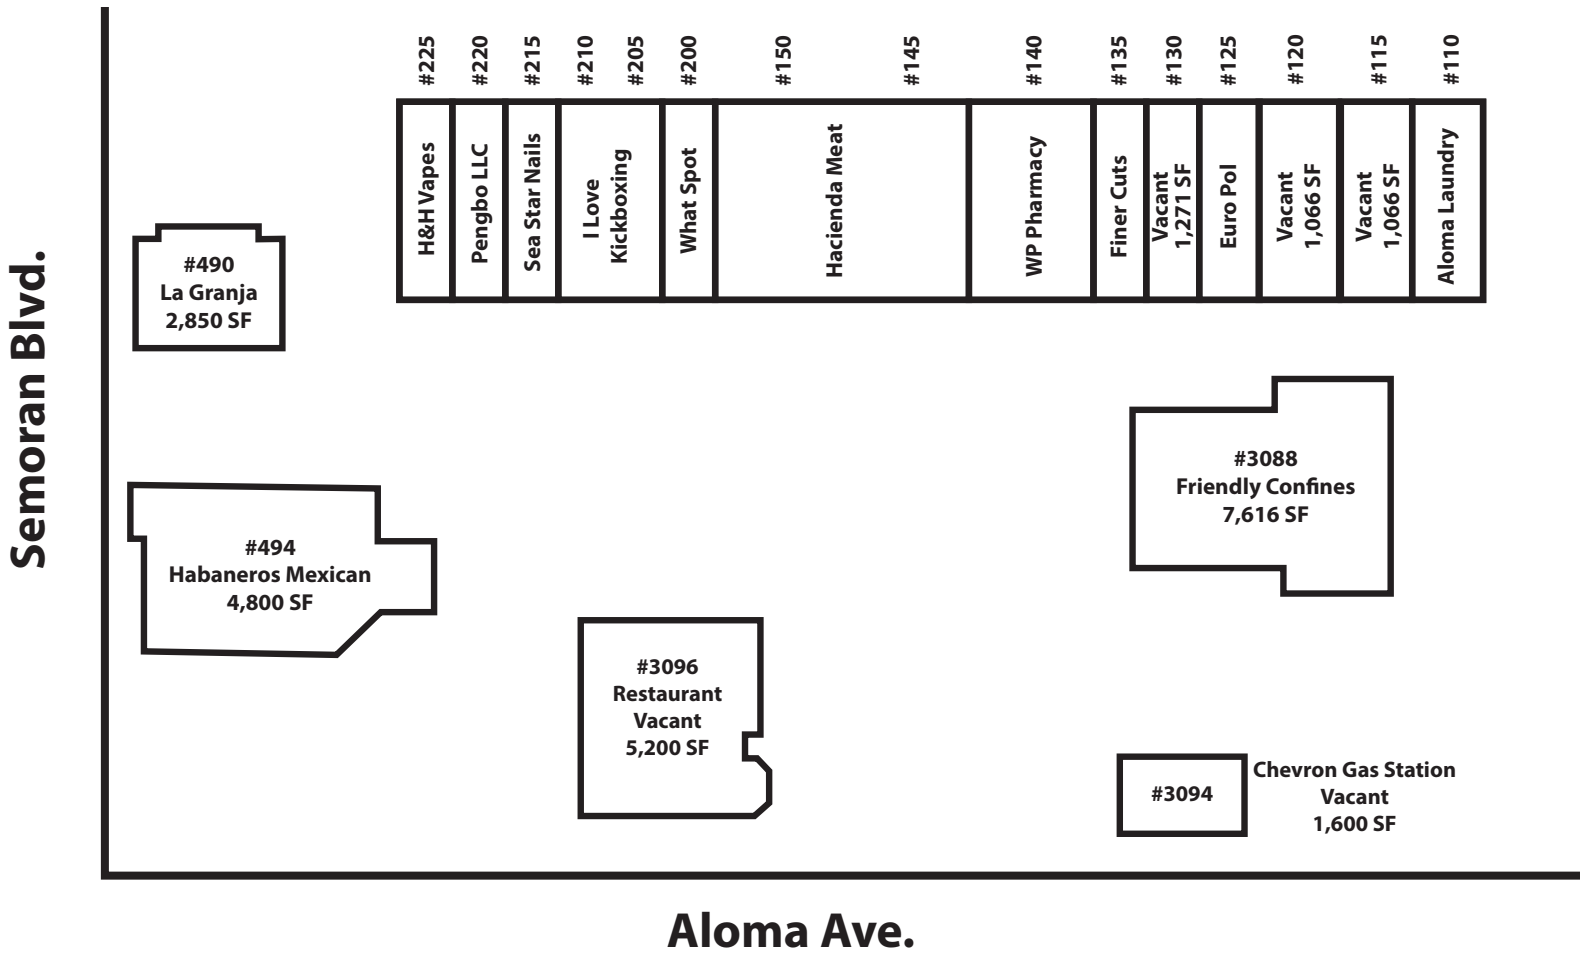 #225
#220
#215
#210
#205
#200
#150
#145
#140
#135
#130
#125
#120
#115
#110
H&H Vapes
Pengbo LLC
Sea Star Nails
I Love
Kickboxing
What Spot
Hacienda Meat
WP Pharmacy
Finer Cuts
Vacant
1,271 SF
Euro Pol
Vacant
1,066 SF
Vacant
1,066 SF
Aloma Laundry
Semoran Blvd.
#490
La Granja
2,850 SF
#3088
Friendly Confines
7,616 SF
#494
Habaneros Mexican
4,800 SF
#3096
Restaurant
Vacant
5,200 SF
#3094
Chevron Gas Station
Vacant
1,600 SF
Aloma Ave.